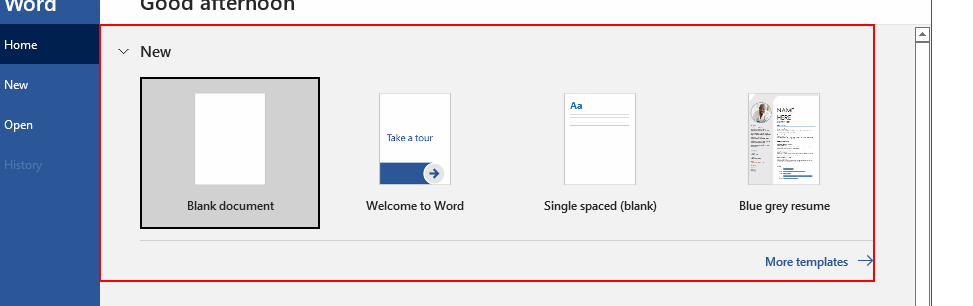 Word
Good afternoon
Home
New
New
Open
History
Aa
Take a tour
NAME
HERE
Blank document
Welcome to Word
Single spaced (blank)
Blue grey resume
More templates